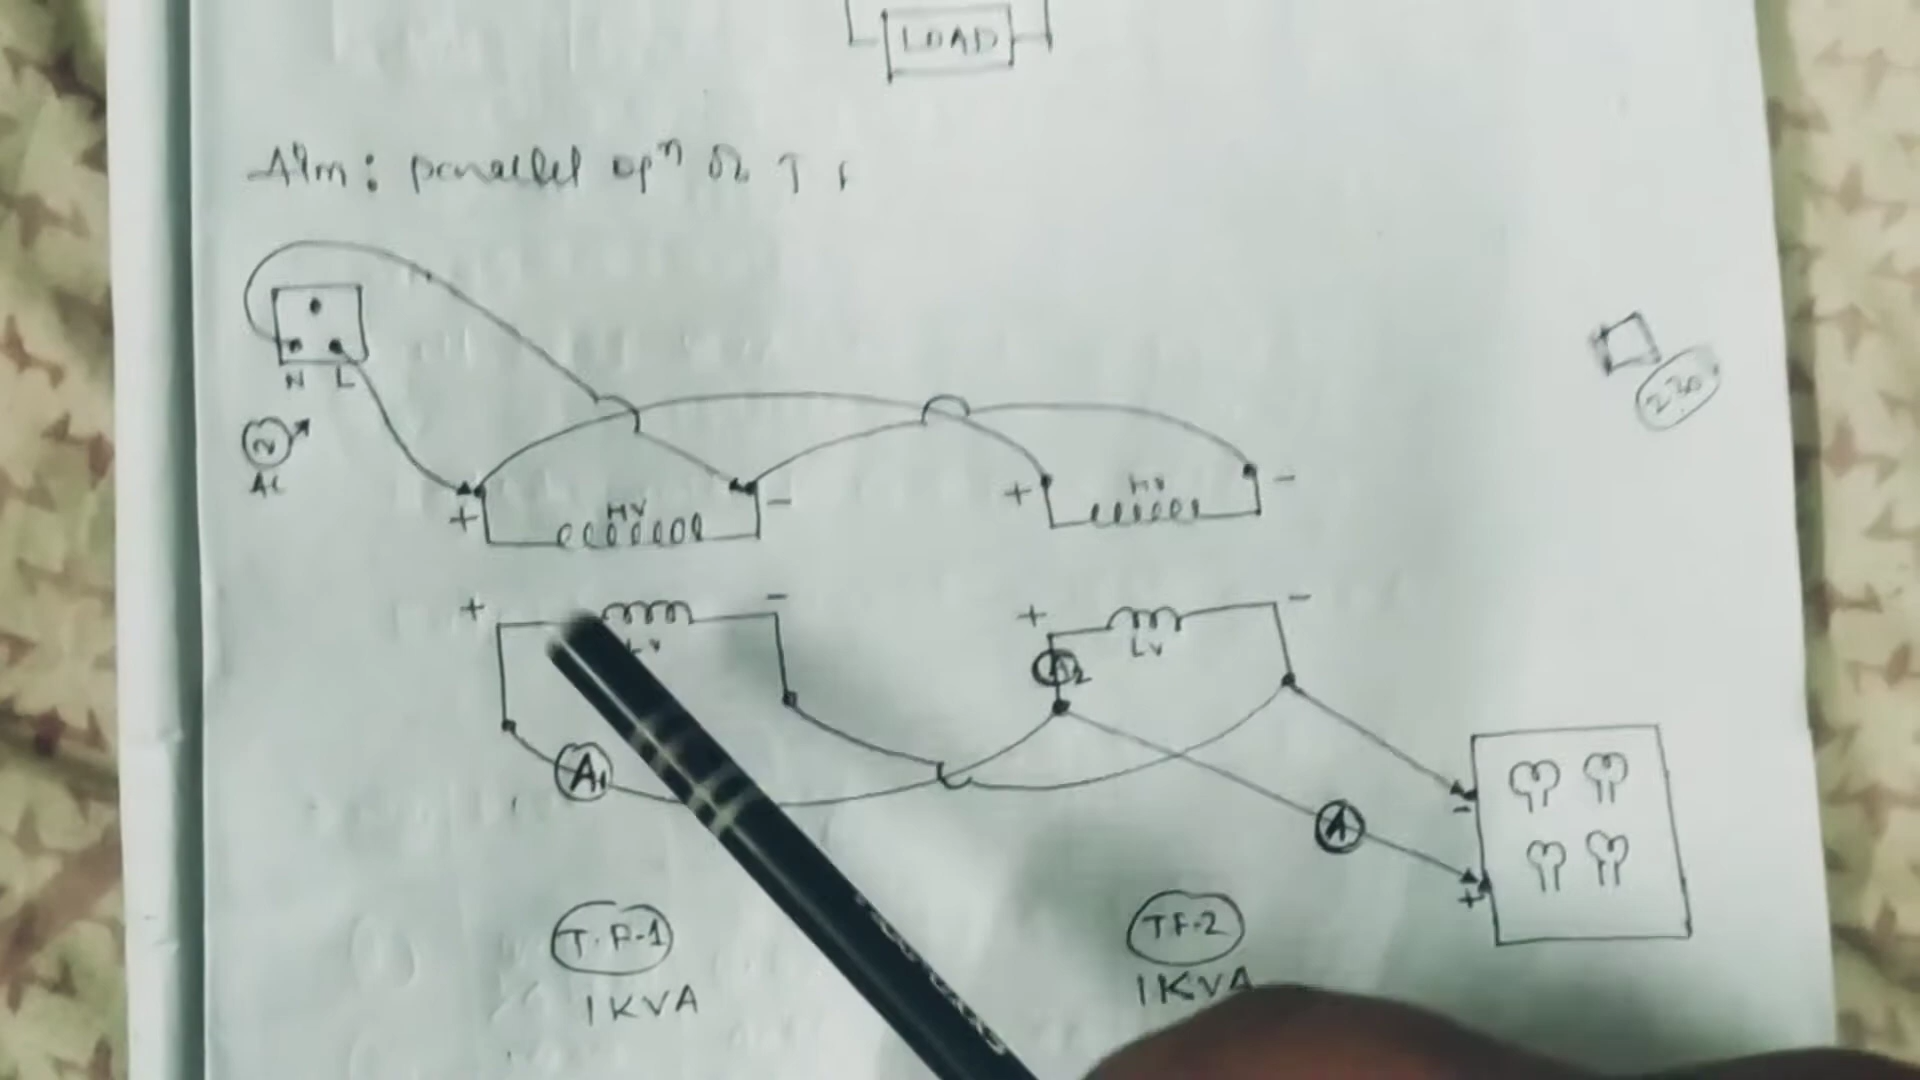 LOAD
Aim: parallel opn of T F
N L
AC
230
+ HV -
+ HV -
+ LV -
+ LV -
A2
A1
A
-
+
T.F-1
TF-2
1KVA
1KVA